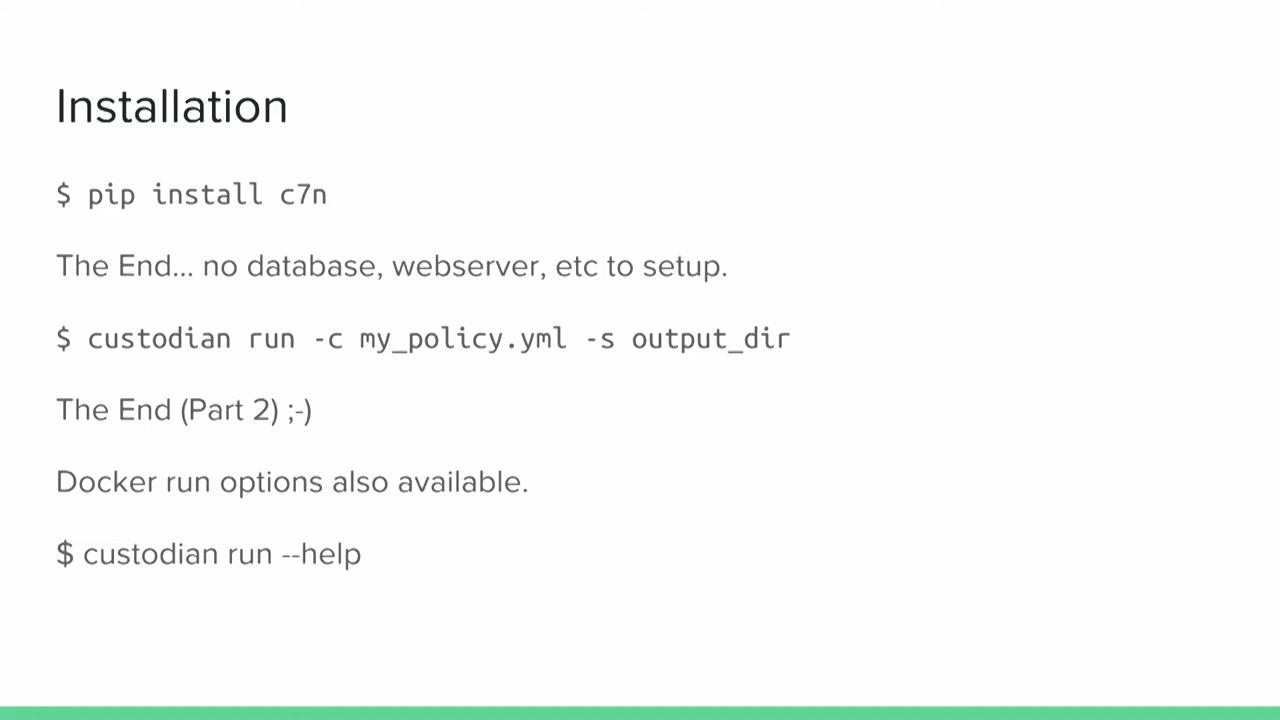 Installation
$ pip install c7n
The End... no database, webserver, etc to setup.
$ custodian run -c my_policy.yml -s output_dir
The End (Part 2) ;-)
Docker run options also available.
$ custodian run --help